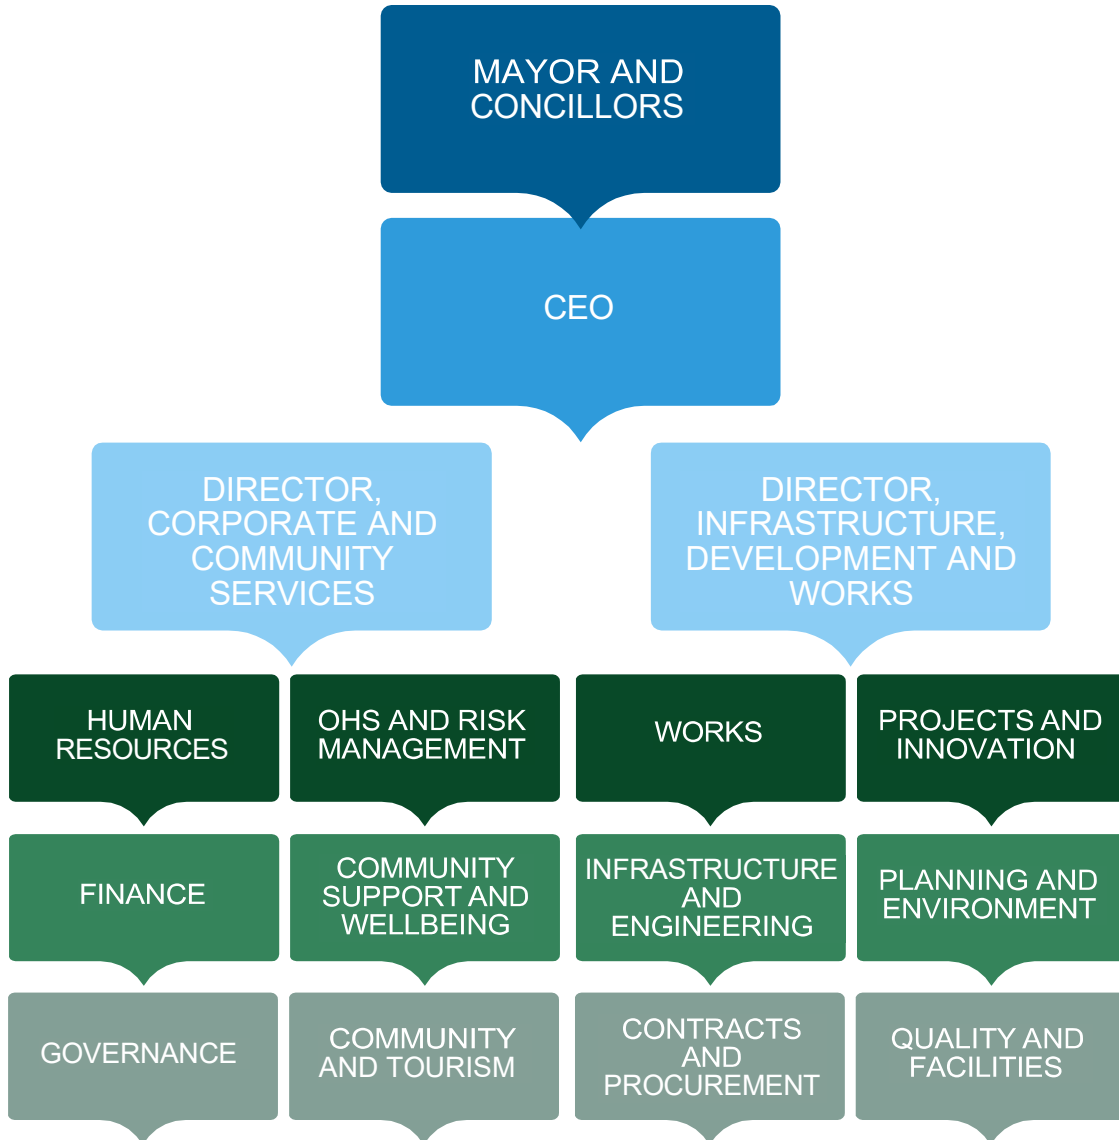 MAYOR AND
CONCILLORS
CEO
DIRECTOR,
CORPORATE AND
COMMUNITY
SERVICES
DIRECTOR,
INFRASTRUCTURE,
DEVELOPMENT AND
WORKS
HUMAN
RESOURCES
OHS AND RISK
MANAGEMENT
WORKS
PROJECTS AND
INNOVATION
FINANCE
COMMUNITY
SUPPORT AND
WELLBEING
INFRASTRUCTURE
AND
ENGINEERING
PLANNING AND
ENVIRONMENT
GOVERNANCE
COMMUNITY
AND TOURISM
CONTRACTS
AND
PROCUREMENT
QUALITY AND
FACILITIES